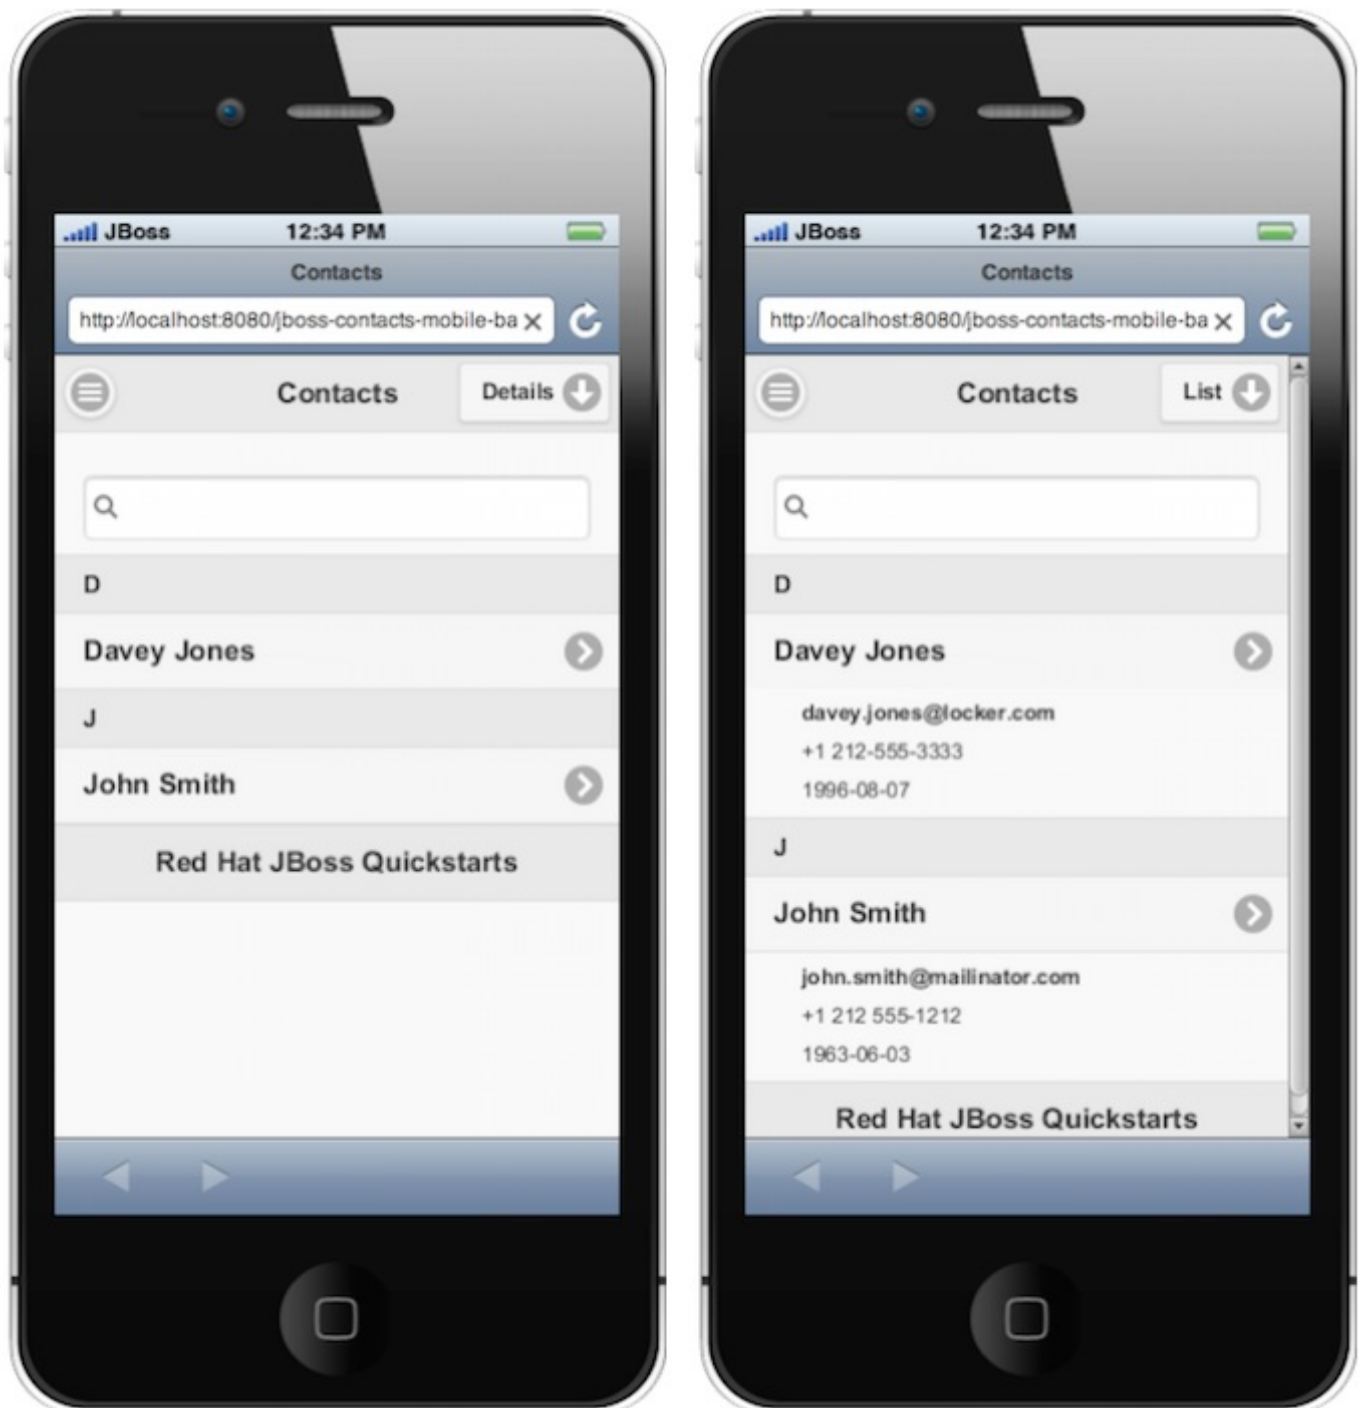 JBoss 12:34 PM
Contacts
http://localhost:8080/jboss-contacts-mobile-ba
Contacts Details
D
Davey Jones
J
John Smith
Red Hat JBoss Quickstarts
JBoss 12:34 PM
Contacts
http://localhost:8080/jboss-contacts-mobile-ba
Contacts List
D
Davey Jones
davey.jones@locker.com
+1 212-555-3333
1996-08-07
J
John Smith
john.smith@mailinator.com
+1 212 555-1212
1963-06-03
Red Hat JBoss Quickstarts